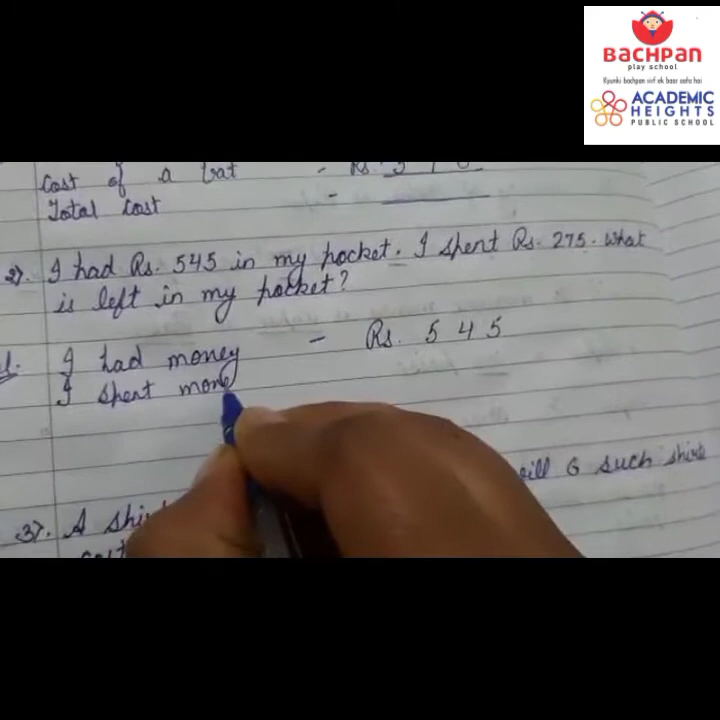 BACHPAN
play school
Kyunki bachpan sirf ek baar aata hai
ACADEMIC
HEIGHTS
PUBLIC SCHOOL
Cost of a bat - Rs.
Total cost -
2). I had Rs. 545 in my pocket. I spent Rs. 275. What
is left in my pocket?
I had money - Rs. 5 4 5
I spent mon
will 6 such shirts
3). A shi